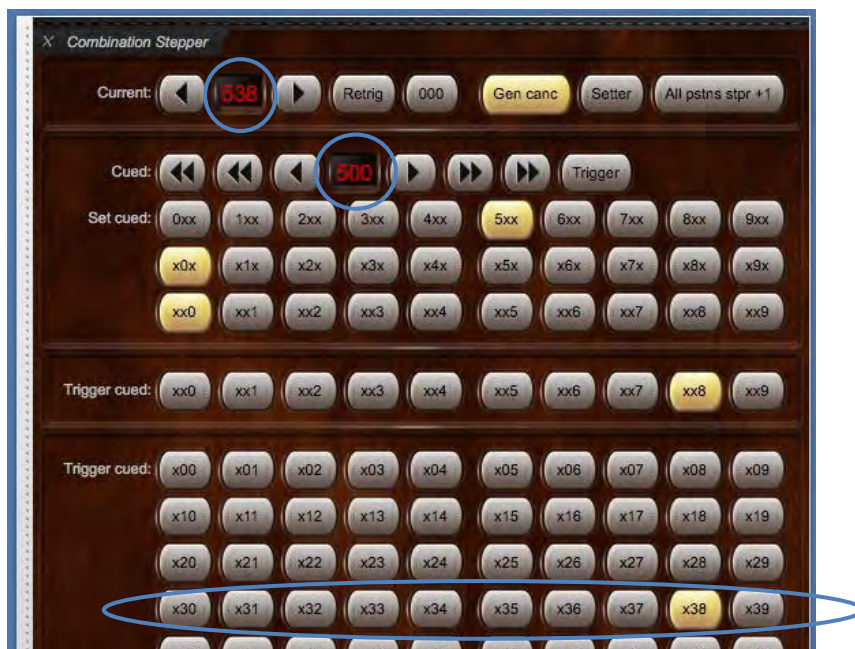 X Combination Stepper
Current: 538 Retrig 000 Gen canc Setter All pstns stpr +1
Cued: 500 Trigger
Set cued: 0xx 1xx 2xx 3xx 4xx 5xx 6xx 7xx 8xx 9xx
x0x x1x x2x x3x x4x x5x x6x x7x x8x x9x
xx0 xx1 xx2 xx3 xx4 xx5 xx6 xx7 xx8 xx9
Trigger cued: xx0 xx1 xx2 xx3 xx4 xx5 xx6 xx7 xx8 xx9
Trigger cued: x00 x01 x02 x03 x04 x05 x06 x07 x08 x09
x10 x11 x12 x13 x14 x15 x16 x17 x18 x19
x20 x21 x22 x23 x24 x25 x26 x27 x28 x29
x30 x31 x32 x33 x34 x35 x36 x37 x38 x39